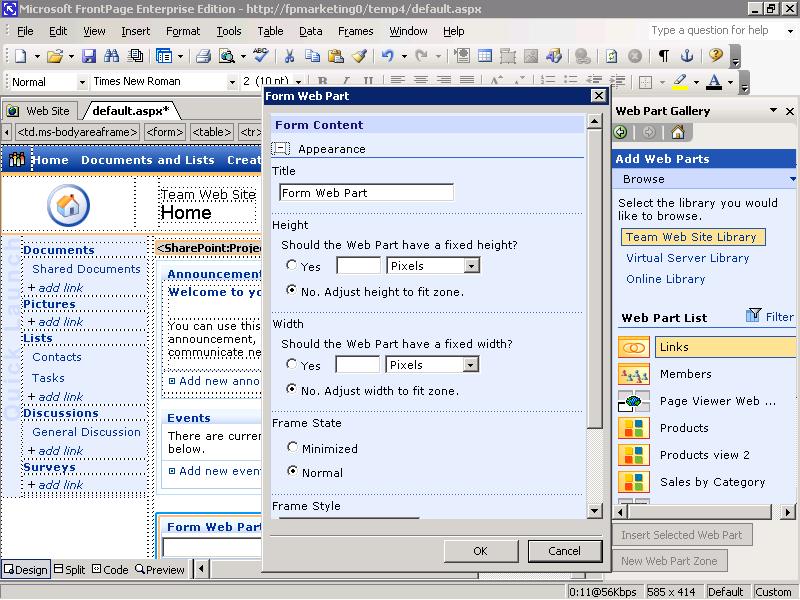 Microsoft FrontPage Enterprise Edition - http://fpmarketing0/temp4/default.aspx
File Edit View Insert Format Tools Table Data Frames Window Help
Type a question for help
Normal Times New Roman 2 (10 pt)
Web Site default.aspx*
<td.ms-bodyareaframe> <form> <table> <tr>
Home Documents and Lists Creat
Team Web Site
Home
Quick Launch
Documents
Shared Documents
+ add link
Pictures
+ add link
Lists
Contacts
Tasks
+ add link
Discussions
General Discussion
+ add link
Surveys
+ add link
<SharePoint:Projec
Announcement
Welcome to yo
You can use this
announcement,
communicate ne
Add new anno
Events
There are curren
below.
Add new even
Form Web Part
Form Web Part
Form Content
Appearance
Title
Form Web Part
Height
Should the Web Part have a fixed height?
Yes Pixels
No. Adjust height to fit zone.
Width
Should the Web Part have a fixed width?
Yes Pixels
No. Adjust width to fit zone.
Frame State
Minimized
Normal
Frame Style
OK Cancel
Web Part Gallery
Add Web Parts
Browse
Select the library you would
like to browse.
Team Web Site Library
Virtual Server Library
Online Library
Web Part List Filter
Links
Members
Page Viewer Web ...
Products
Products view 2
Sales by Category
Insert Selected Web Part
New Web Part Zone
Design Split Code Preview
0:11@56Kbps 585 x 414 Default Custom